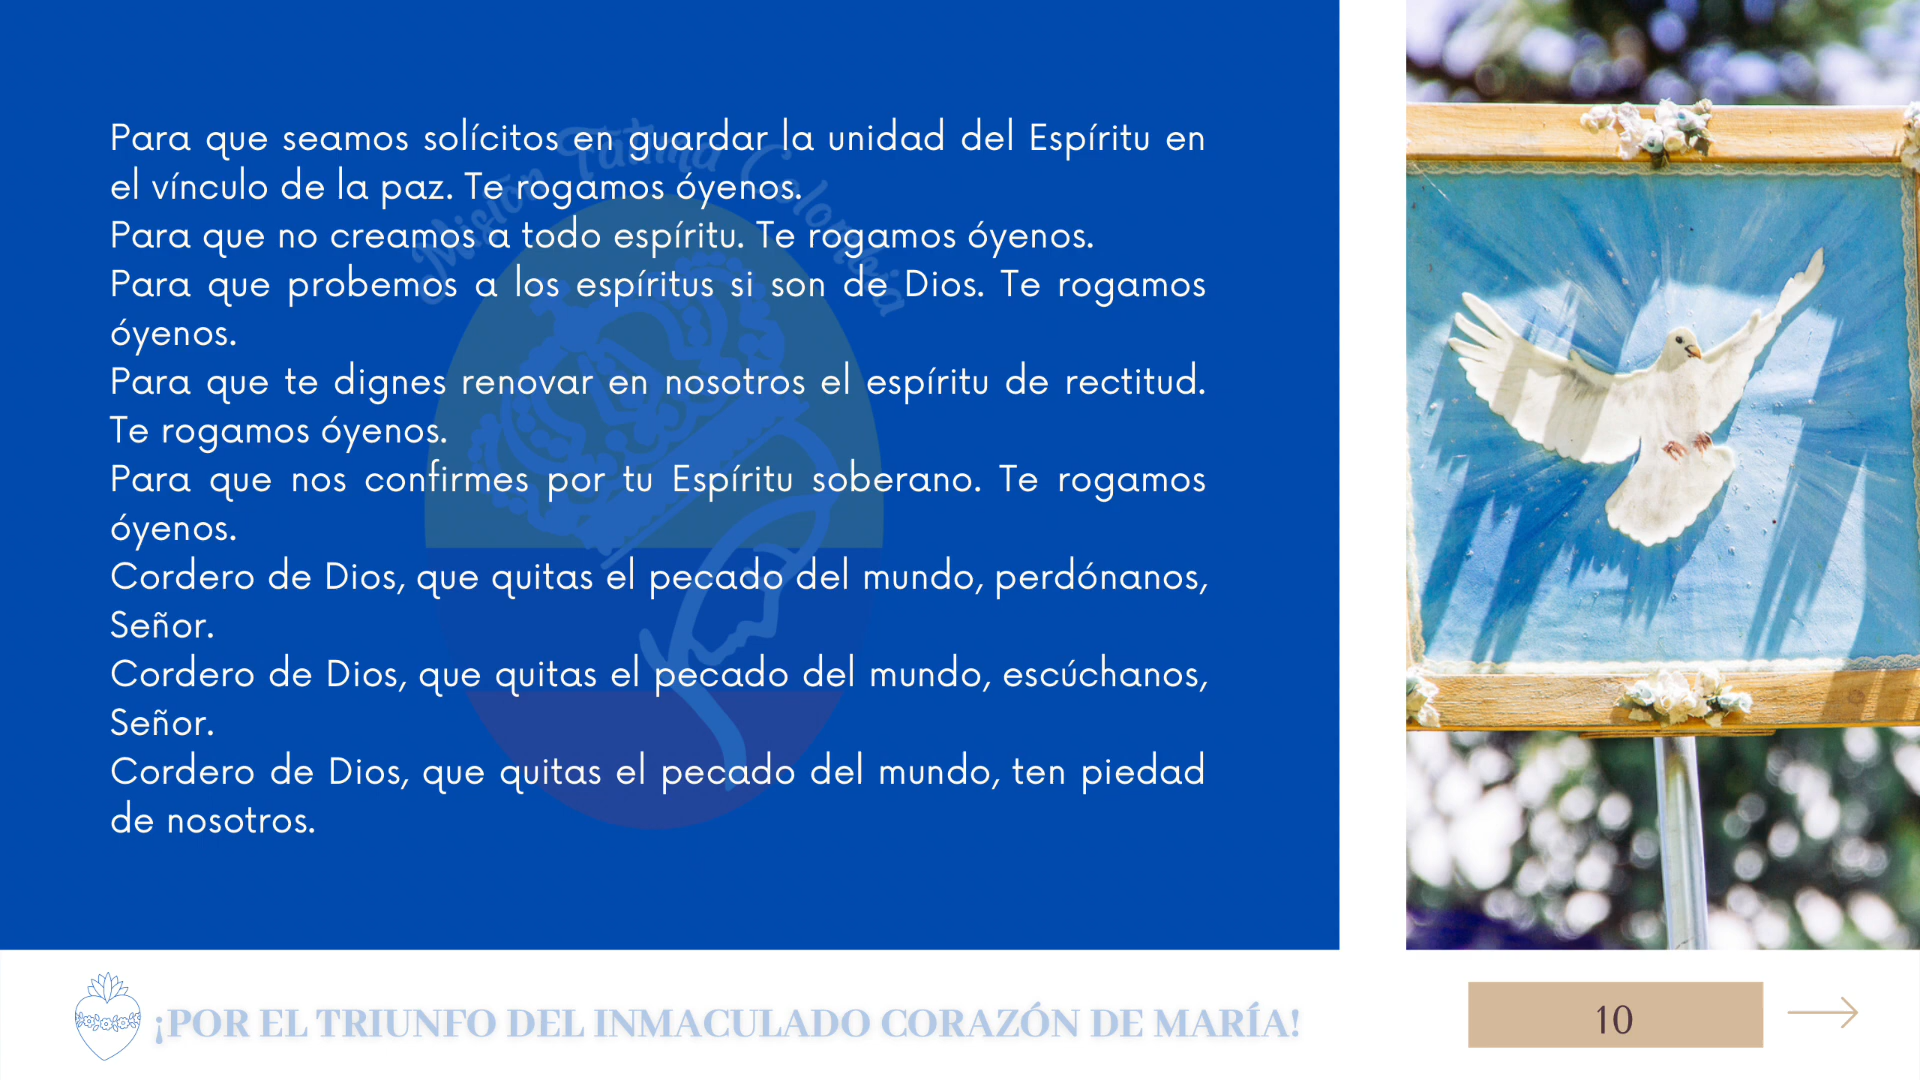 Para que seamos solícitos en guardar la unidad del Espíritu en
el vínculo de la paz. Te rogamos óyenos.
Para que no creamos a todo espíritu. Te rogamos óyenos.
Para que probemos a los espíritus si son de Dios. Te rogamos
óyenos.
Para que te dignes renovar en nosotros el espíritu de rectitud.
Te rogamos óyenos.
Para que nos confirmes por tu Espíritu soberano. Te rogamos
óyenos.
Cordero de Dios, que quitas el pecado del mundo, perdónanos,
Señor.
Cordero de Dios, que quitas el pecado del mundo, escúchanos,
Señor.
Cordero de Dios, que quitas el pecado del mundo, ten piedad
de nosotros.
Misión Fátima Colombia
¡POR EL TRIUNFO DEL INMACULADO CORAZÓN DE MARÍA!
10